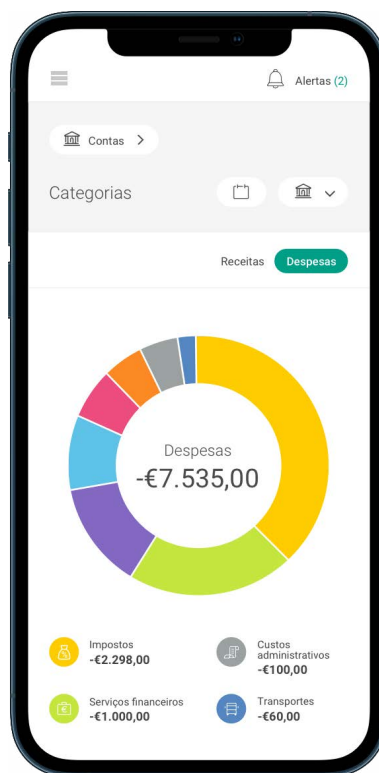 Alertas (2)
Contas
Categorias
Receitas Despesas
Despesas
-€7.535,00
Impostos
-€2.298,00
Custos
administrativos
-€100,00
Serviços financeiros
-€1.000,00
Transportes
-€60,00